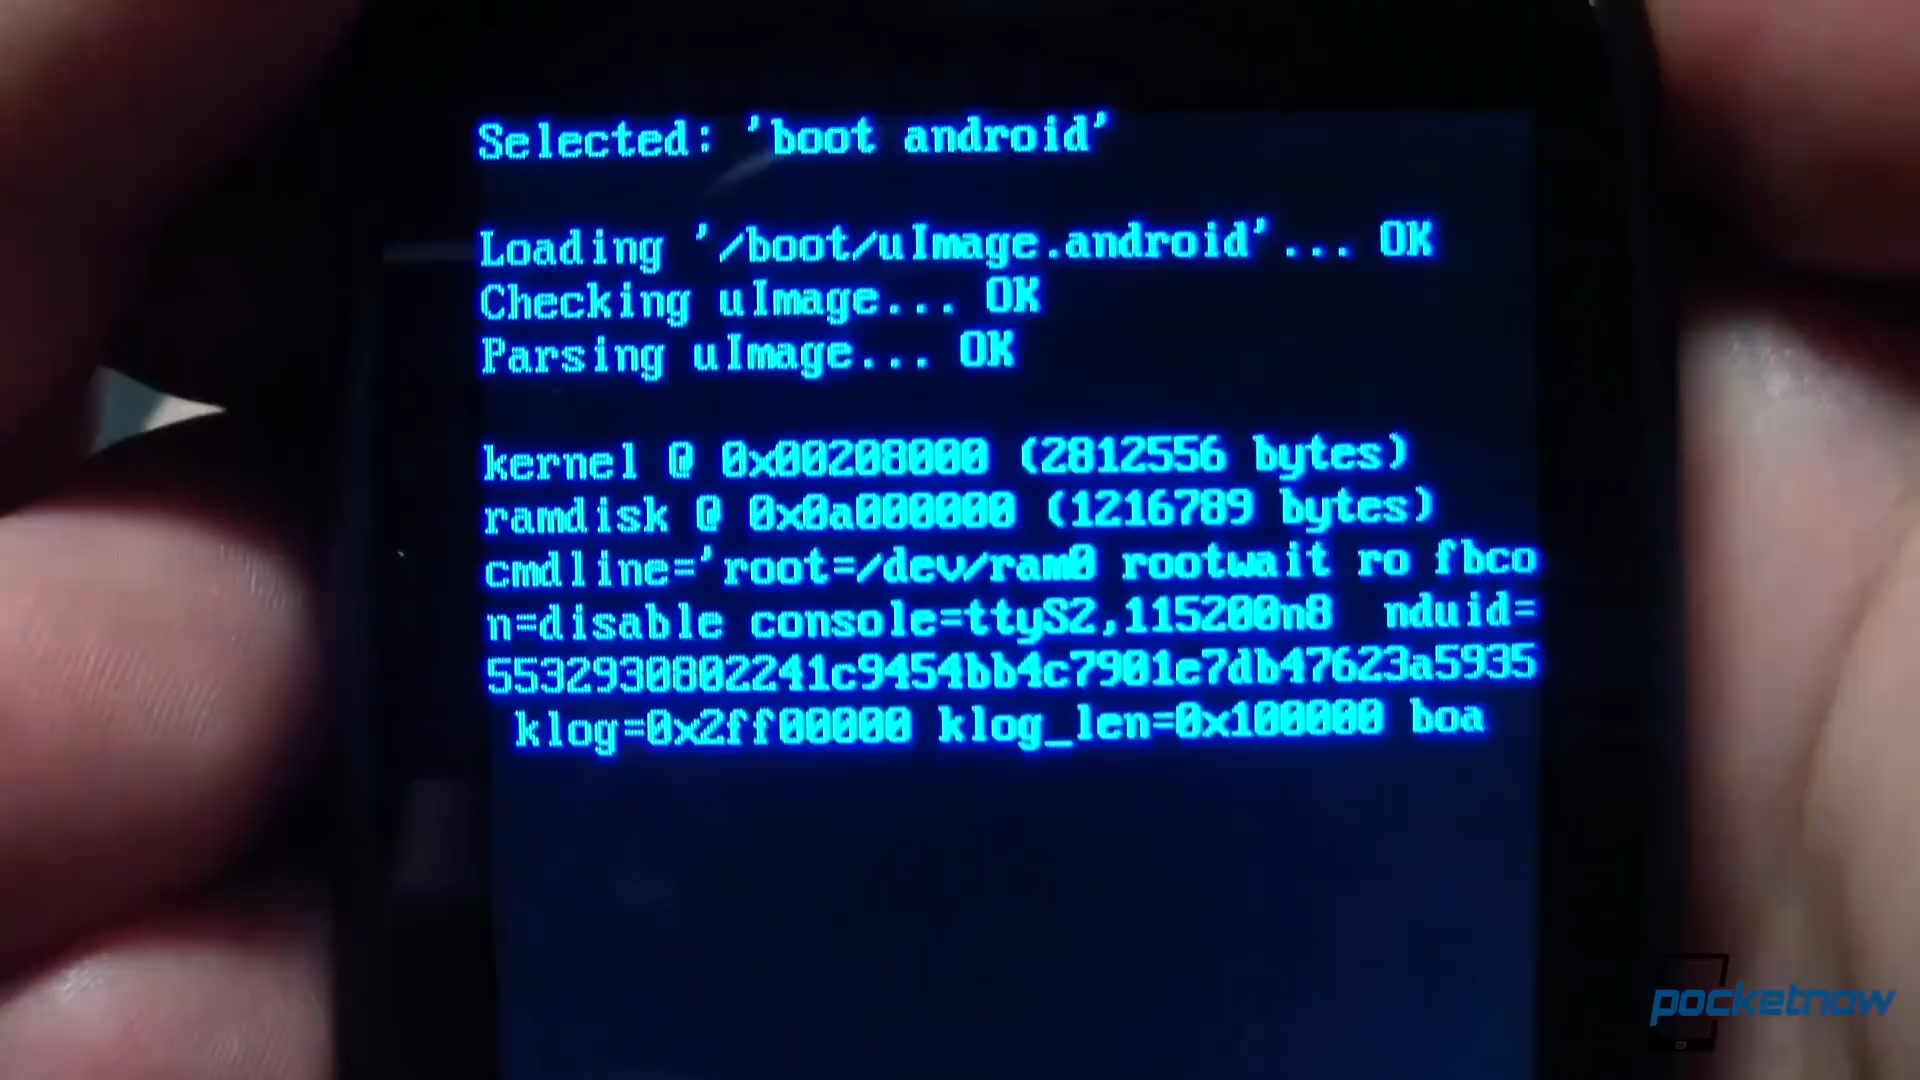 Selected: 'boot android'
Loading '/boot/uImage.android'... OK
Checking uImage... OK
Parsing uImage... OK
kernel @ 0x00208000 (2812556 bytes)
ramdisk @ 0x0a000000 (1216789 bytes)
cmdline='root=/dev/ram0 rootwait ro fbco
n=disable console=ttyS2,115200n8  nduid=
5532930802241c9454bb4c7901e7db47623a5935
klog=0x2ff00000 klog_len=0x100000 boa
pocketnow